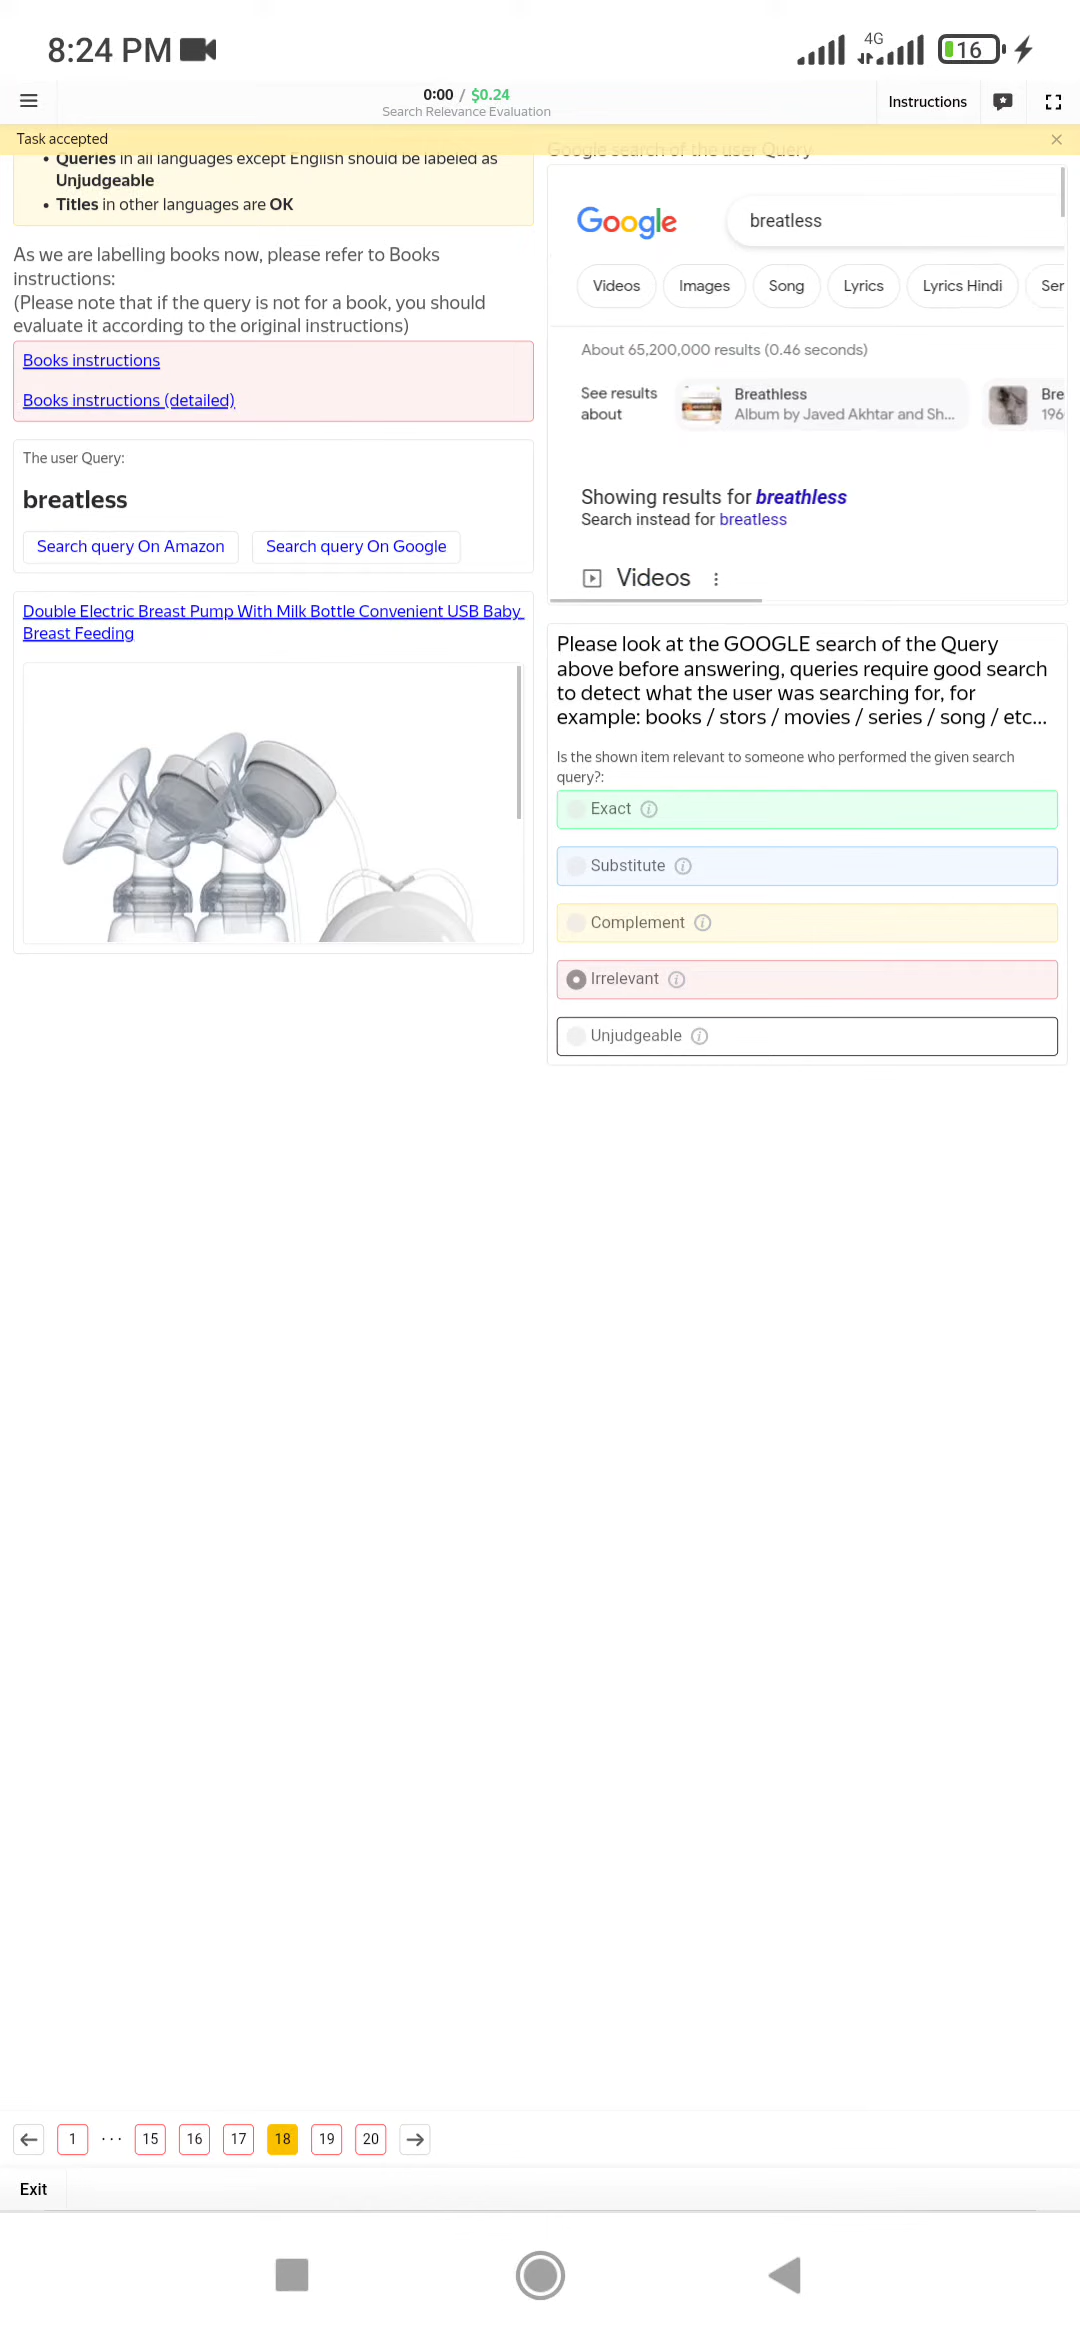 8:24 PM
4G
16
0:00 / $0.24
Search Relevance Evaluation
Instructions
Task accepted
• Queries in all languages except English should be labeled as
Unjudgeable
• Titles in other languages are OK
As we are labelling books now, please refer to Books
instructions:
(Please note that if the query is not for a book, you should
evaluate it according to the original instructions)
Books instructions
Books instructions (detailed)
The user Query:
breatless
Search query On Amazon
Search query On Google
Double Electric Breast Pump With Milk Bottle Convenient USB Baby
Breast Feeding
Google search of the user Query
Google
breatless
Videos
Images
Song
Lyrics
Lyrics Hindi
Ser
About 65,200,000 results (0.46 seconds)
See results
about
Breathless
Album by Javed Akhtar and Sh...
Bre
196
Showing results for breathless
Search instead for breatless
Videos
Please look at the GOOGLE search of the Query
above before answering, queries require good search
to detect what the user was searching for, for
example: books / stors / movies / series / song / etc...
Is the shown item relevant to someone who performed the given search
query?:
Exact
Substitute
Complement
Irrelevant
Unjudgeable
1 ... 15 16 17 18 19 20
Exit